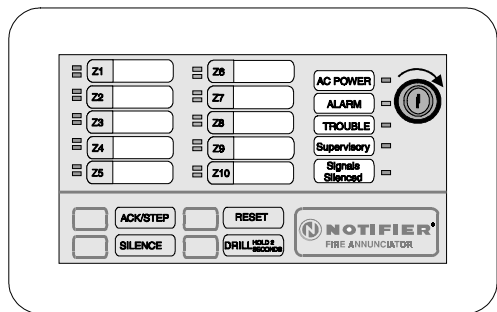 Z1
Z2
Z3
Z4
Z5
Z6
Z7
Z8
Z9
Z10
AC POWER
ALARM
TROUBLE
Supervisory
Signals
Silenced
ACK/STEP
RESET
SILENCE
DRILL HOLD 2
SECONDS
N NOTIFIER®
FIRE ANNUNCIATOR